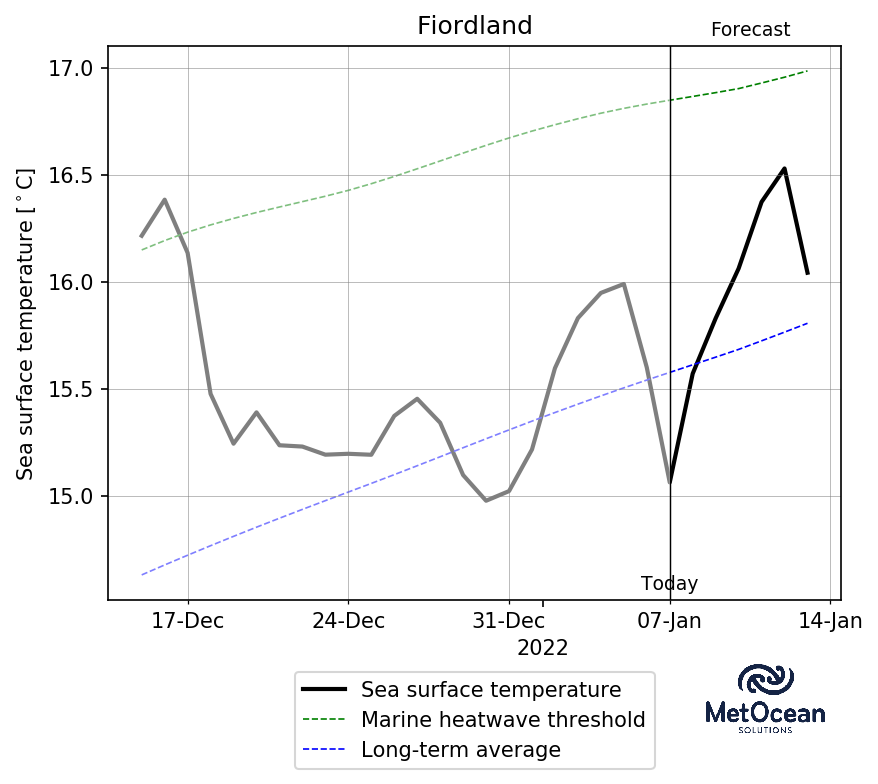 Fiordland
Forecast
Sea surface temperature [°C]
17.0
16.5
16.0
15.5
15.0
Today
17-Dec 24-Dec 31-Dec 07-Jan 14-Jan
2022
Sea surface temperature
Marine heatwave threshold
Long-term average
MetOcean
SOLUTIONS